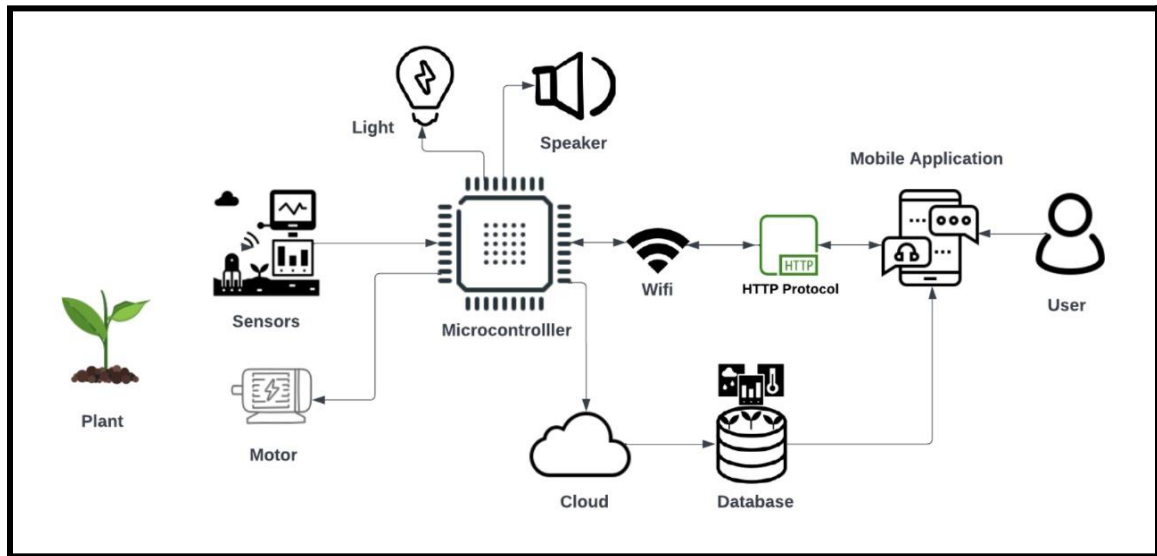 Light
Speaker
Mobile Application
Sensors
Microcontrolller
Wifi
HTTP
HTTP Protocol
User
Plant
Motor
Cloud
Database